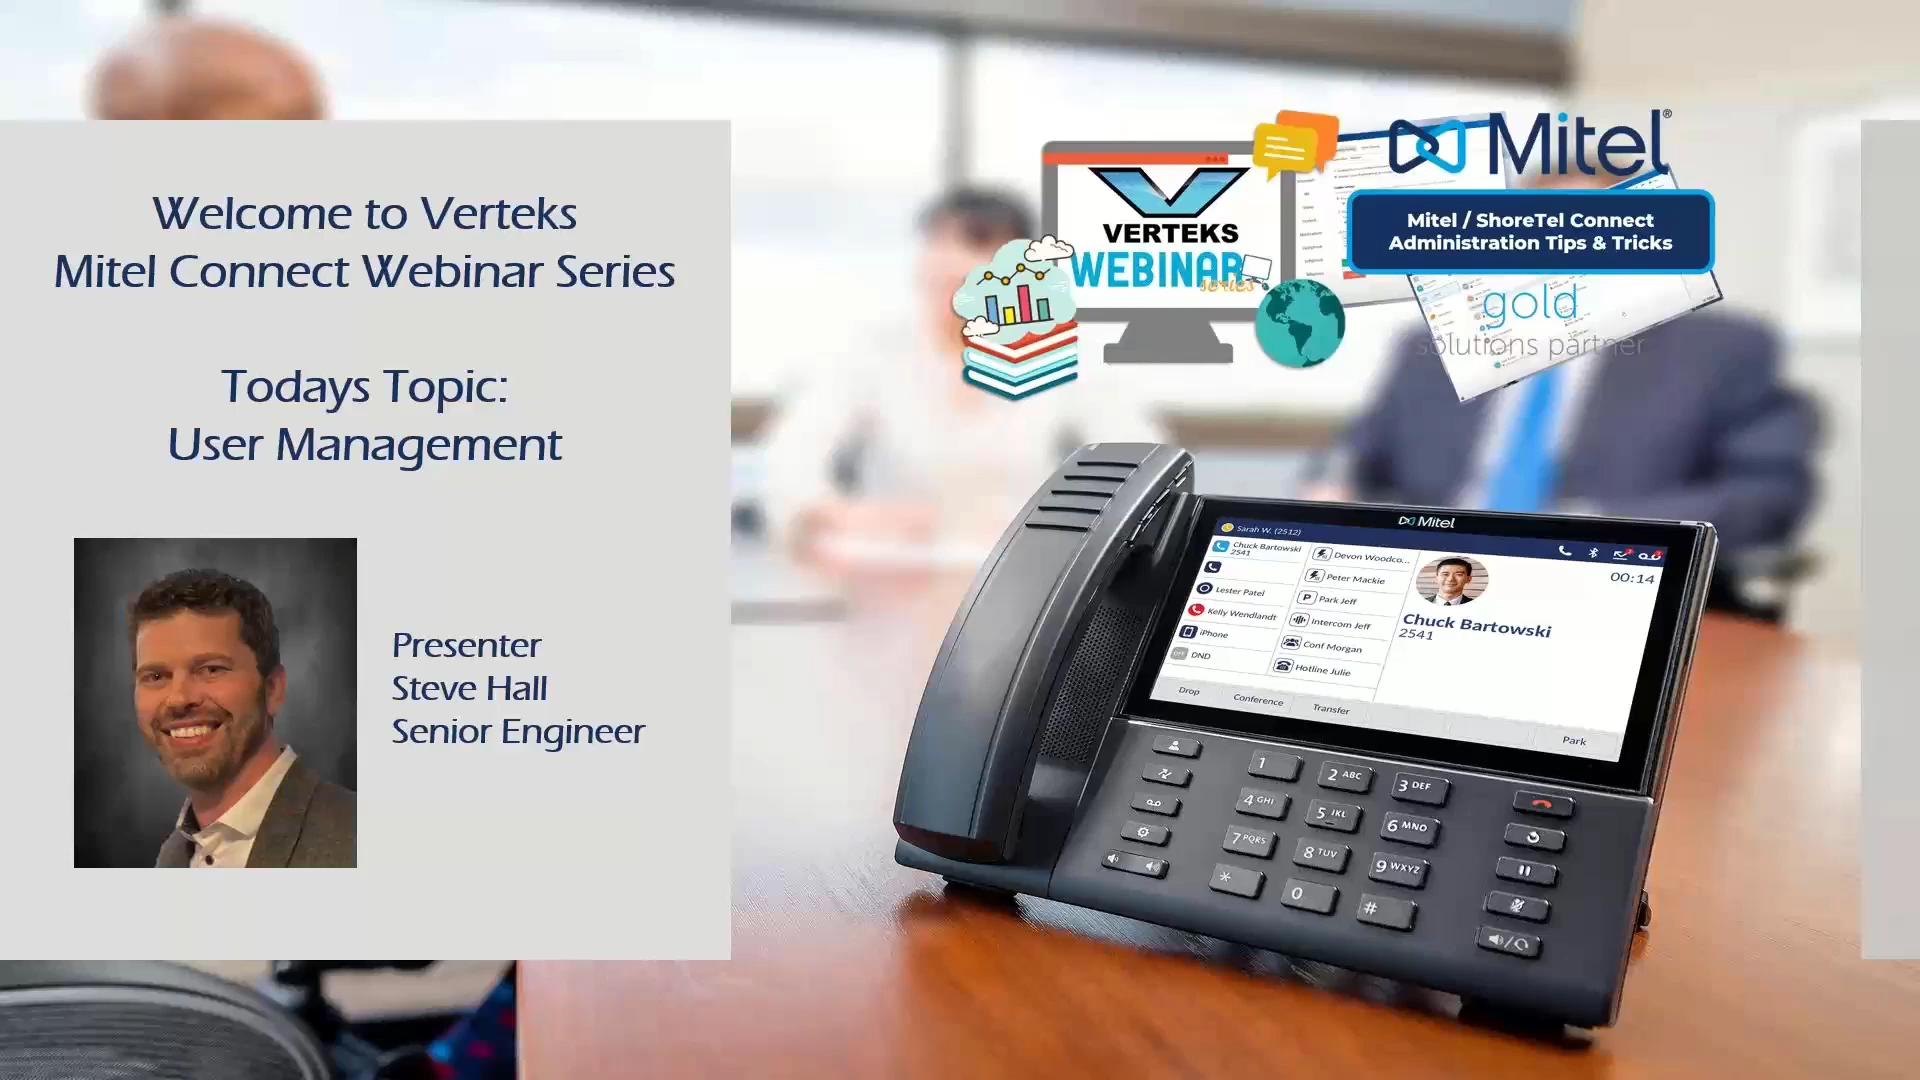 Welcome to Verteks
Mitel Connect Webinar Series
Todays Topic:
User Management
Presenter
Steve Hall
Senior Engineer
VERTEKS
WEBINAR
series
Mitel®
Mitel / ShoreTel Connect
Administration Tips & Tricks
gold
solutions partner
Mitel
Sarah W. (2512)
Chuck Bartowski
2541
Lester Patel
Kelly Wendlandt
iPhone
DND
Devon Woodco...
Peter Mackie
P Park Jeff
Intercom Jeff
Conf Morgan
Hotline Julie
00:14
Chuck Bartowski
2541
Drop
Conference
Transfer
Park
1
2 ABC
3 DEF
4 GHI
5 JKL
6 MNO
7 PQRS
8 TUV
9 WXYZ
*
0
#